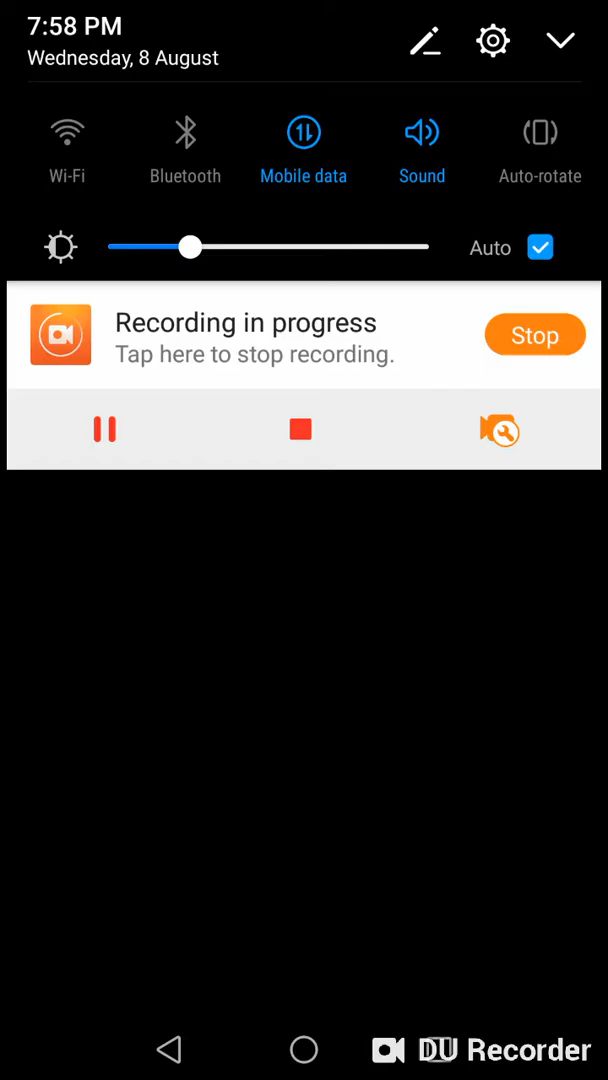 7:58 PM
Wednesday, 8 August
Wi-Fi Bluetooth Mobile data Sound Auto-rotate
Auto
Recording in progress
Tap here to stop recording.
Stop
DU Recorder